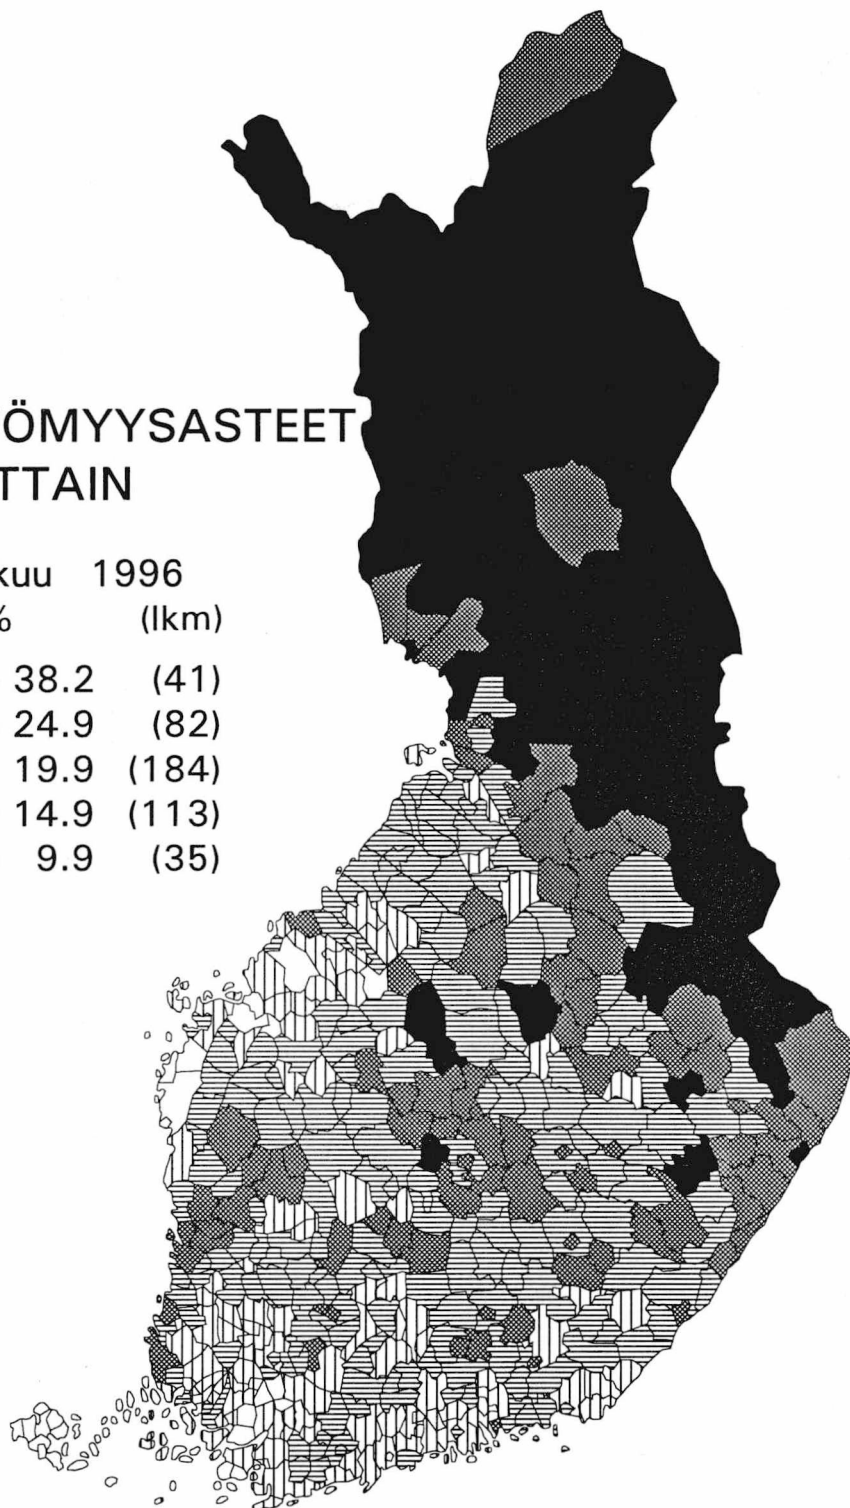 ÖMYYSASTEET
TTAIN
kuu 1996
% (lkm)
38.2 (41)
24.9 (82)
19.9 (184)
14.9 (113)
9.9 (35)